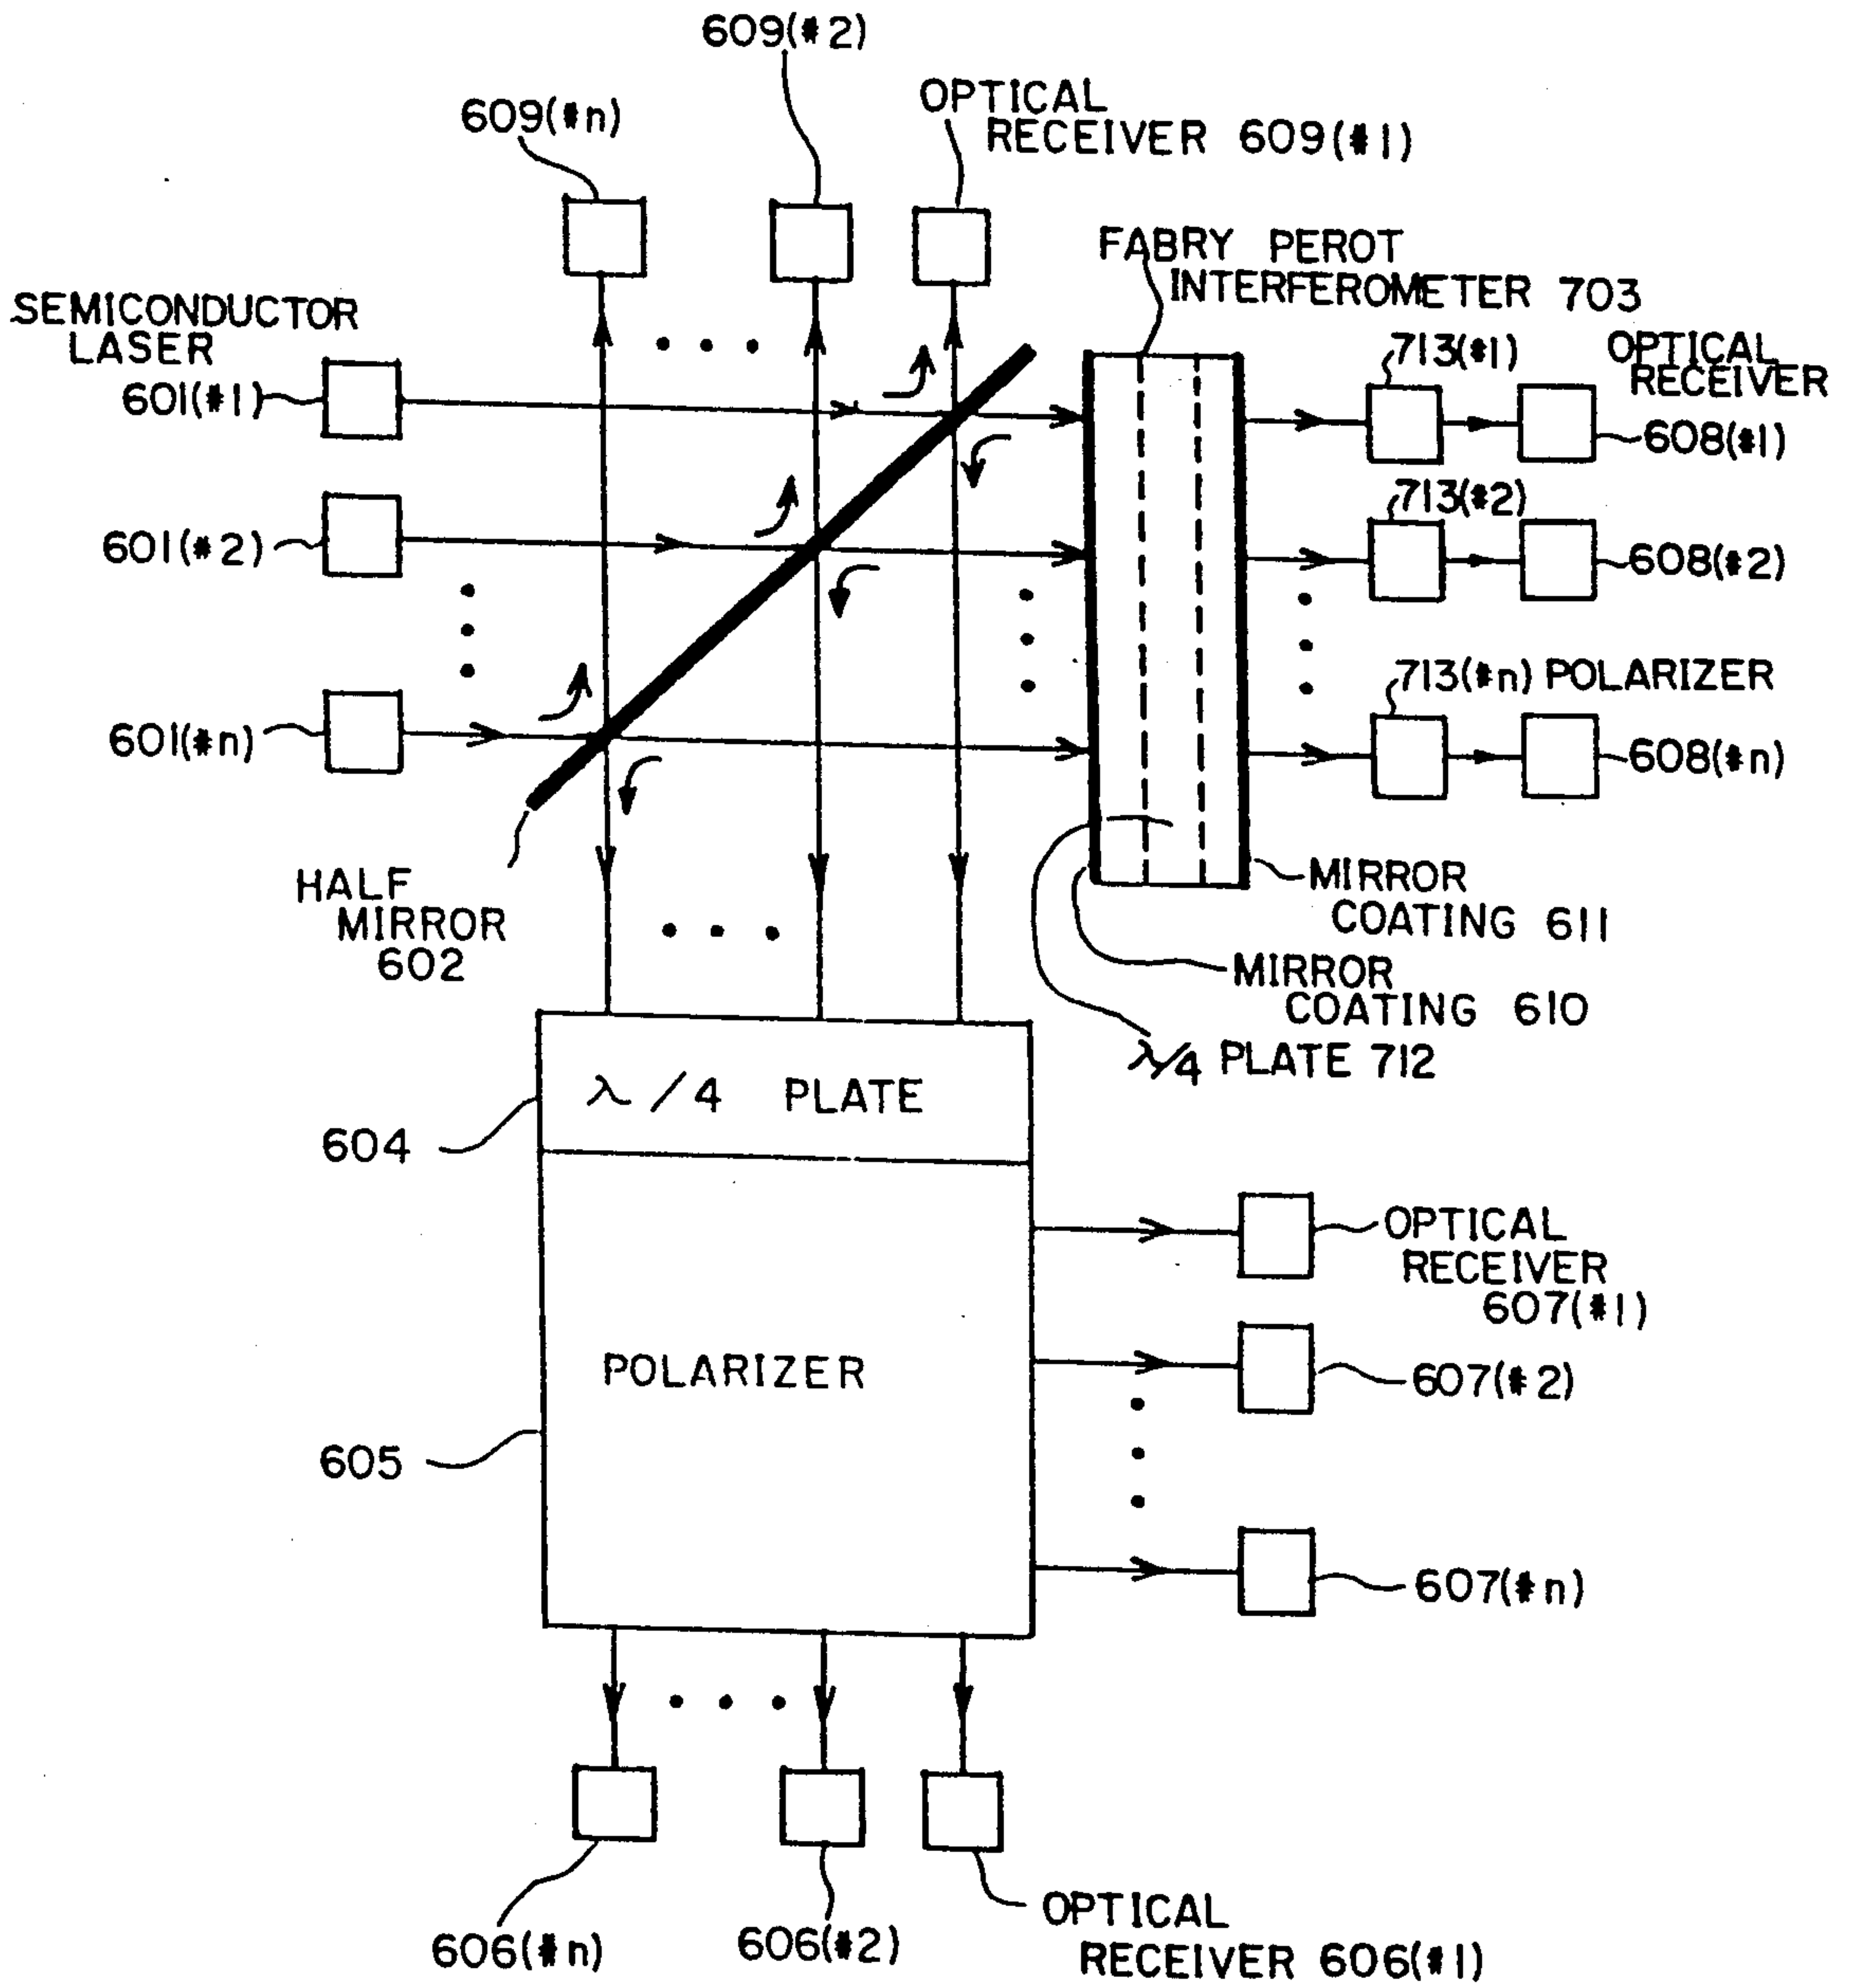 609(#2)
609(#n)
OPTICAL
RECEIVER 609(#1)
FABRY PEROT
INTERFEROMETER 703
SEMICONDUCTOR
LASER
601(#1)
713(#1)
OPTICAL
RECEIVER
608(#1)
601(#2)
713(#2)
608(#2)
601(#n)
713(#n) POLARIZER
608(#n)
HALF
MIRROR
602
MIRROR
COATING 611
MIRROR
COATING 610
λ/4 PLATE 712
λ/4 PLATE
604
OPTICAL
RECEIVER
607(#1)
POLARIZER
607(#2)
605
607(#n)
606(#n)
606(#2)
OPTICAL
RECEIVER 606(#1)